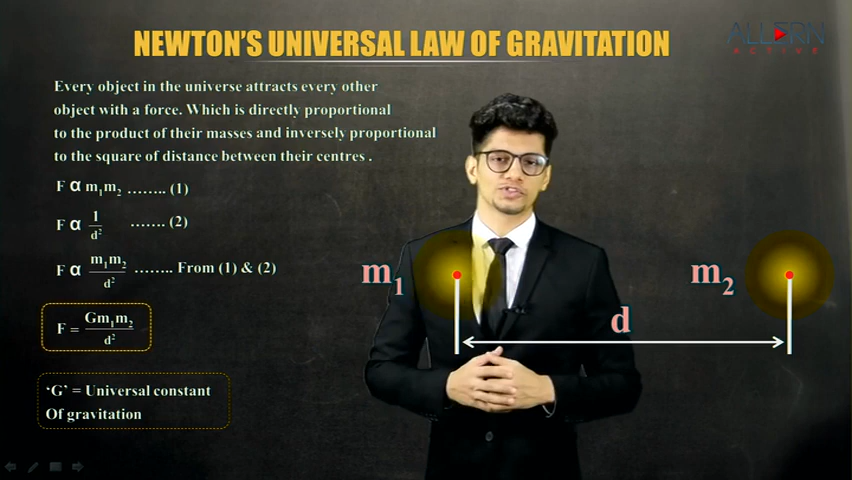 NEWTON'S UNIVERSAL LAW OF GRAVITATION
ALLERN
ACTIVE
Every object in the universe attracts every other
object with a force. Which is directly proportional
to the product of their masses and inversely proportional
to the square of distance between their centres .
F α m₁m₂ …….. (1)
F α 1/d² ……. (2)
F α m₁m₂/d² …….. From (1) & (2)
F = Gm₁m₂/d²
'G' = Universal constant
Of gravitation
m₁
m₂
d